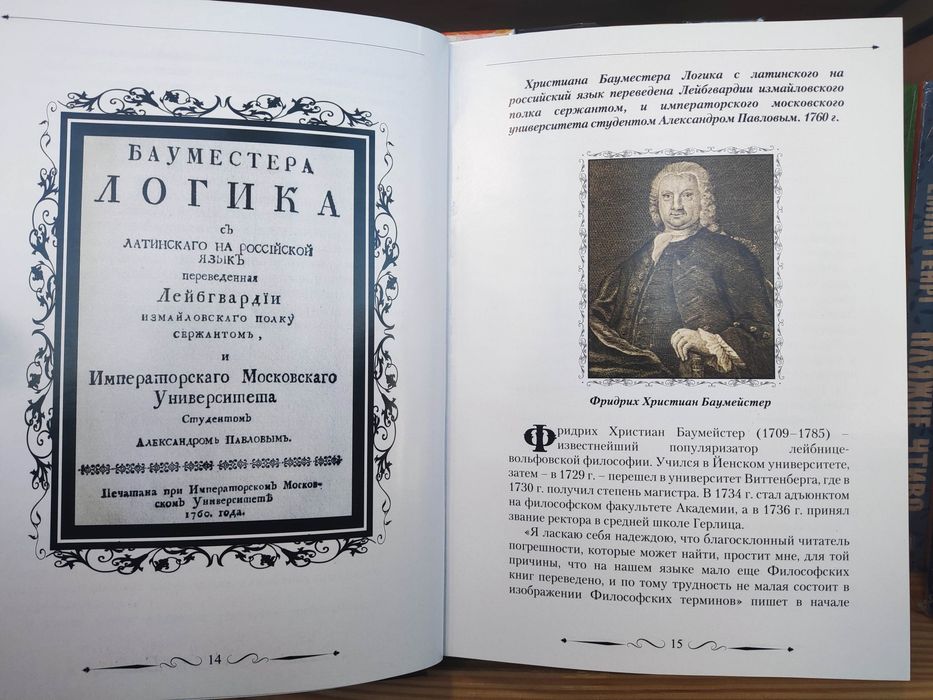 БАУМЕСТЕРА
ЛОГИКА
съ
ЛАТИНСКАГО НА РОССІЙСКОЙ
ЯЗЫКЪ
переведенная
Лейбгвардїи
ИЗМАЙЛОВСКАГО ПОЛКУ
СЕРЖАНТОМЪ,
и
Императорскаго Московскаго
Университета
Студентомъ
АЛЕКСАНДРОМЪ ПАВЛОВЫМЪ.
Печатана при Императорскомъ Москов-
скомъ Университетѣ
1760. года.
14
Христиана Бауместера Логика с латинского на
российский язык переведена Лейбгвардии измайловского
полка сержантом, и императорского московского
университета студентом Александром Павловым. 1760 г.
Фридрих Христиан Баумейстер
Фридрих Христиан Баумейстер (1709–1785) –
известнейший популяризатор лейбнице-
вольфовской философии. Учился в Йенском университете,
затем – в 1729 г. – перешел в университет Виттенберга, где в
1730 г. получил степень магистра. В 1734 г. стал адъюнктом
на философском факультете Академии, а в 1736 г. принял
звание ректора в средней школе Герлица.
«Я ласкаю себя надеждою, что благосклонный читатель
погрешности, которые может найти, простит мне, для той
причины, что на нашем языке мало еще Философских
книг переведено, и по тому трудность не малая состоит в
изображении Философских терминов» пишет в начале
15
ПЛЯЖНЕ ЧТИВО